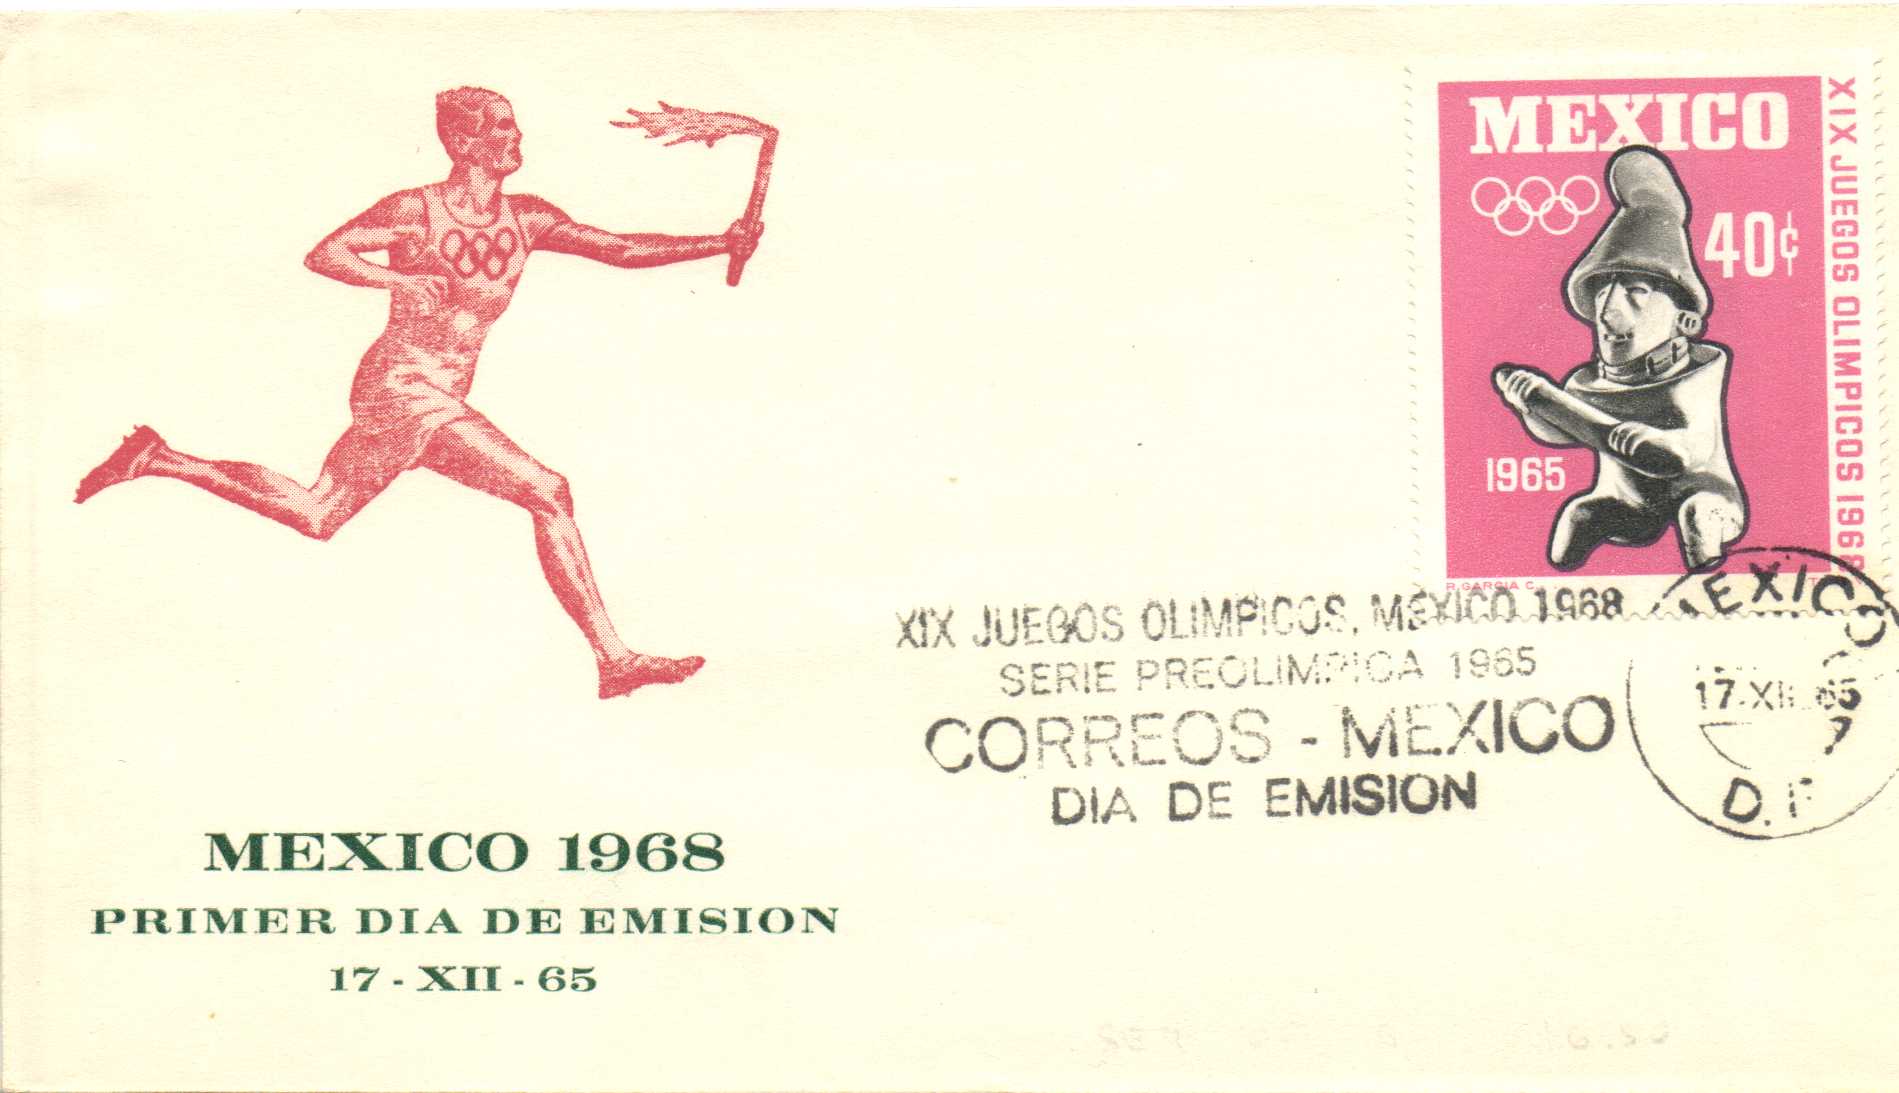 MEXICO
40¢
1965
XIX JUEGOS OLIMPICOS 1968
R. GARCIA C.
XIX JUEGOS OLIMPICOS, MEXICO 1968
SERIE PREOLIMPICA 1965
CORREOS - MEXICO
DIA DE EMISION
MEXICO
17-XII-65
7
D. F
MEXICO 1968
PRIMER DIA DE EMISION
17 - XII - 65